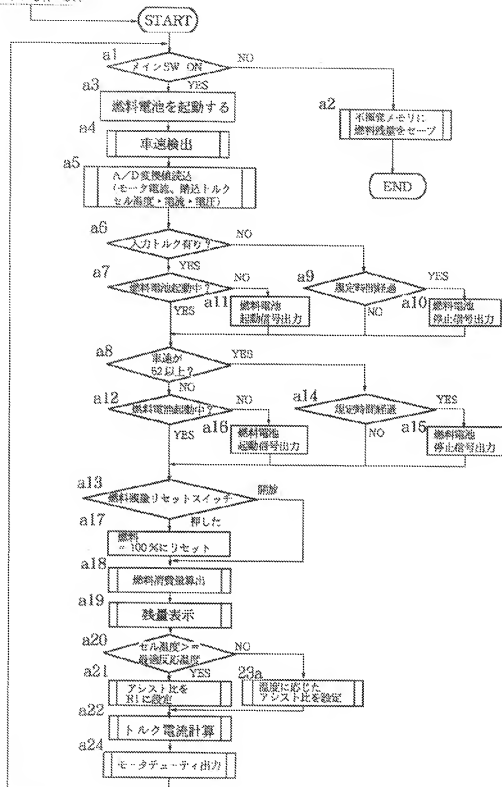 START
a1
メインSW ON
NO
YES
a3
燃料電池を起動する
a2
不揮発メモリに
燃料残量をセーブ
END
a4
車速検出
a5
A/D変換値読込
(モータ電流、踏込トルク
セル温度・電流・電圧)
a6
入力トルク有り?
NO
YES
a7
燃料電池起動中?
NO
YES
a11
燃料電池
起動信号出力
a9
規定時間経過
YES
NO
a10
燃料電池
停止信号出力
a8
車速が
S2以上?
YES
NO
a12
燃料電池起動中?
NO
YES
a16
燃料電池
起動信号出力
a14
規定時間経過
YES
NO
a15
燃料電池
停止信号出力
a13
燃料残量リセットスイッチ
開放
押した
a17
燃料
=100%にリセット
a18
燃料消費量算出
a19
残量表示
a20
セル温度>=
最適反応温度
NO
YES
a21
アシスト比を
R1に設定
23a
温度に応じた
アシスト比を設定
a22
トルク電流計算
a24
モータデューティ出力